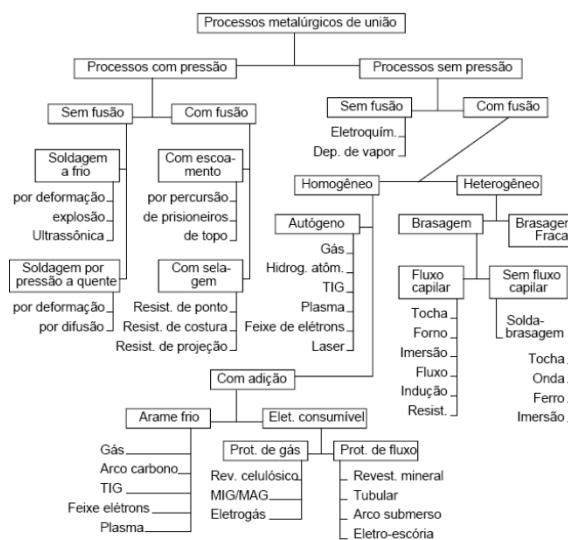 Processos metalúrgicos de união
Processos com pressão
Processos sem pressão
Sem fusão
Com fusão
Sem fusão
Com fusão
Eletroquím.
Dep. de vapor
Soldagem
a frio
por deformação
explosão
Ultrassônica
Soldagem por
pressão a quente
por deformação
por difusão
Com escoa-
mento
por percursão
de prisioneiros
de topo
Com sela-
gem
Resist. de ponto
Resist. de costura
Resist. de projeção
Homogêneo
Heterogêneo
Autógeno
Gás
Hidrog. atôm.
TIG
Plasma
Feixe de elétrons
Laser
Brasagem
Brasagem
Fraca
Fluxo
capilar
Tocha
Forno
Imersão
Fluxo
Indução
Resist.
Sem fluxo
capilar
Solda-
brasagem
Tocha
Onda
Ferro
Imersão
Com adição
Arame frio
Elet. consumível
Gás
Arco carbono
TIG
Feixe elétrons
Plasma
Prot. de gás
Prot. de fluxo
Rev. celulósico
MIG/MAG
Eletrogás
Revest. mineral
Tubular
Arco submerso
Eletro-escória